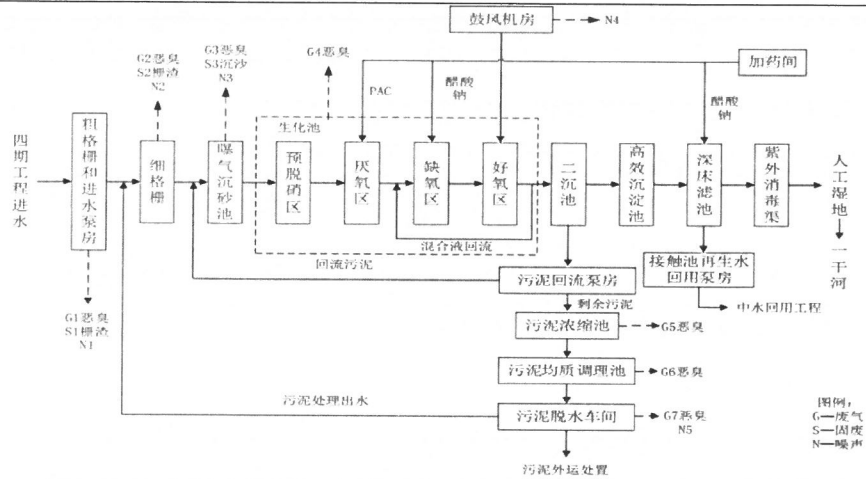 鼓风机房
N4
G2恶臭
S2栅渣
N2
G3恶臭
S3沉沙
N3
G4恶臭
加药间
PAC
醋酸
钠
醋酸
钠
生化池
四期工程进水
粗格栅和进水泵房
细格栅
曝气沉砂池
预脱硝区
厌氧区
缺氧区
好氧区
二沉池
高效沉淀池
深床滤池
紫外消毒渠
人工湿地
一干河
混合液回流
回流污泥
污泥回流泵房
接触池再生水
回用泵房
剩余污泥
中水回用工程
G1恶臭
S1栅渣
N1
污泥浓缩池
G5恶臭
污泥均质调理池
G6恶臭
污泥处理出水
污泥脱水车间
G7恶臭
N5
污泥外运处置
图例:
G—废气
S—固废
N—噪声